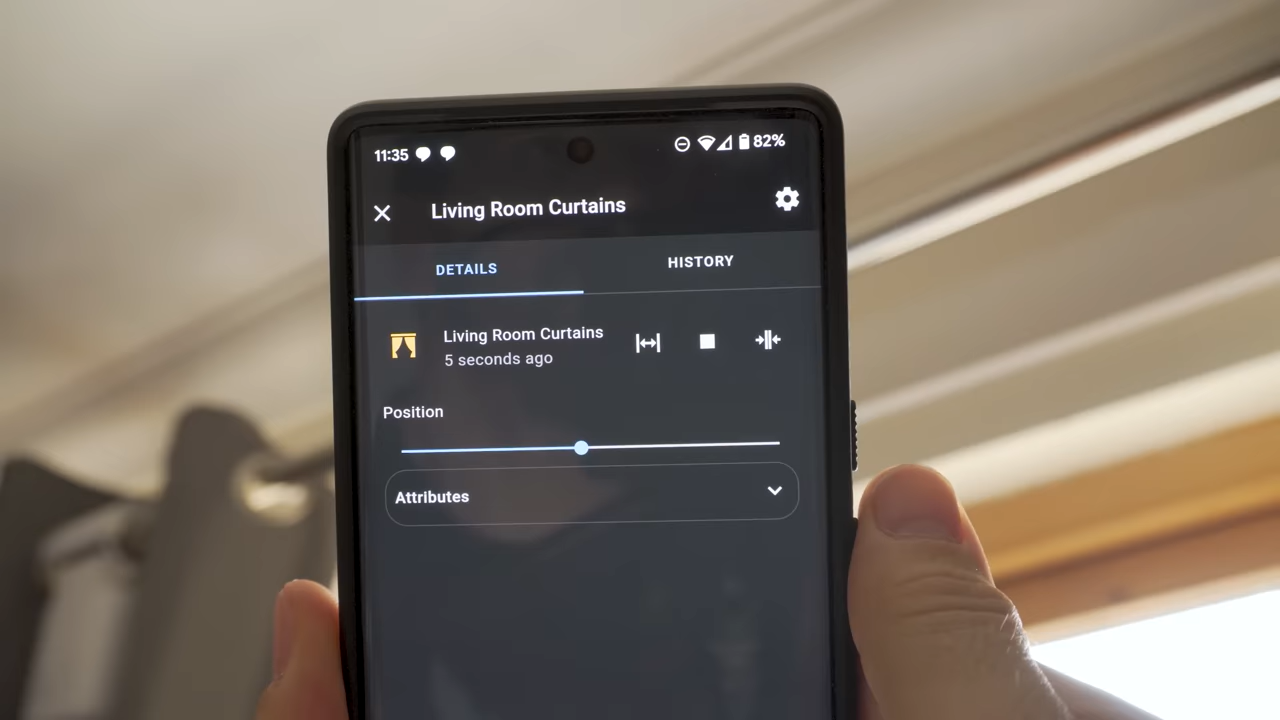 11:35 82%
Living Room Curtains
DETAILS HISTORY
Living Room Curtains
5 seconds ago
Position
Attributes